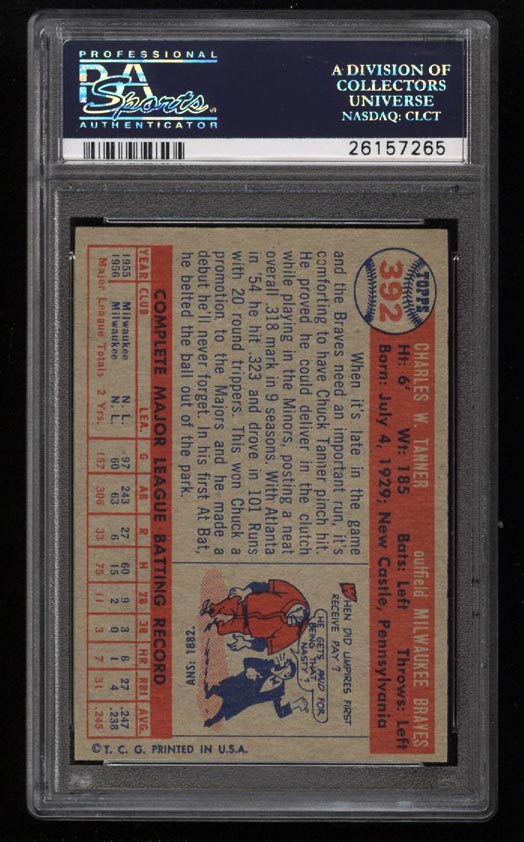 PROFESSIONAL
PSA
Sports
AUTHENTICATOR
A DIVISION OF
COLLECTORS
UNIVERSE
NASDAQ: CLCT
26157265
TOPPS
392
CHARLES W. TANNER outfield MILWAUKEE BRAVES
Ht: 6' Wt: 185 Bats: Left Throws: Left
Born: July 4, 1929; New Castle, Pennsylvania
When it's late in the game
and the Braves need an important run, it's
comforting to have Chuck Tanner pinch hit.
He proved he could deliver in the clutch
while playing in the Minors, posting a neat
overall .318 mark in 9 seasons. With Atlanta
in '54 he hit .323 and drove in 101 Runs
with 20 round trippers. This won Chuck a
promotion to the Majors and he made a
debut he'll never forget. In his first At Bat,
he belted the ball out of the park.
WHEN DID UMPIRES FIRST
RECEIVE PAY?
HE GETS PAID FOR
BEING THAT
NASTY?
ANS: 1882.
COMPLETE MAJOR LEAGUE BATTING RECORD
YEAR CLUB LEA. G AB R H 2B 3B HR RBI AVG.
1955 Milwaukee N. L. 97 243 27 60 9 3 6 27 .247
1956 Milwaukee N. L. 60 63 6 15 2 0 1 4 .238
Major League Totals 2 Yrs. 157 306 33 75 11 3 7 31 .245
©T. C. G. PRINTED IN U.S.A.